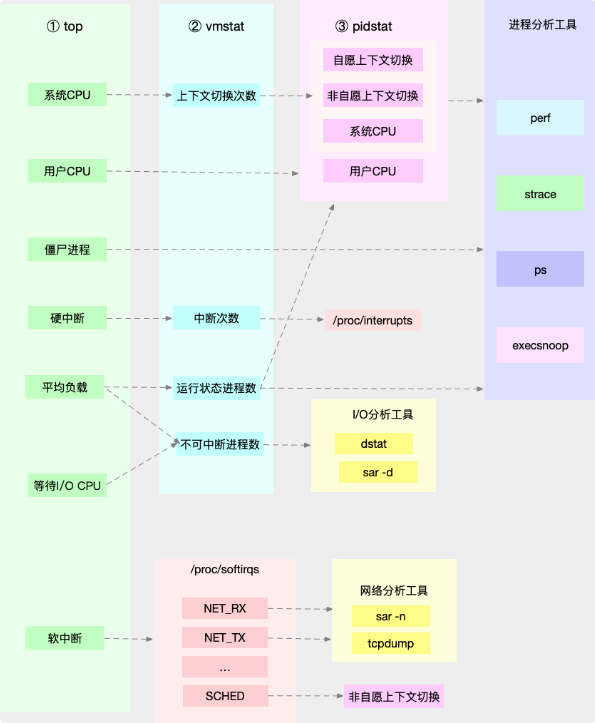 ① top
系统CPU
用户CPU
僵尸进程
硬中断
平均负载
等待I/O CPU
软中断
② vmstat
上下文切换次数
中断次数
运行状态进程数
不可中断进程数
③ pidstat
自愿上下文切换
非自愿上下文切换
系统CPU
用户CPU
/proc/interrupts
I/O分析工具
dstat
sar -d
进程分析工具
perf
strace
ps
execsnoop
/proc/softirqs
NET_RX
NET_TX
...
SCHED
网络分析工具
sar -n
tcpdump
非自愿上下文切换